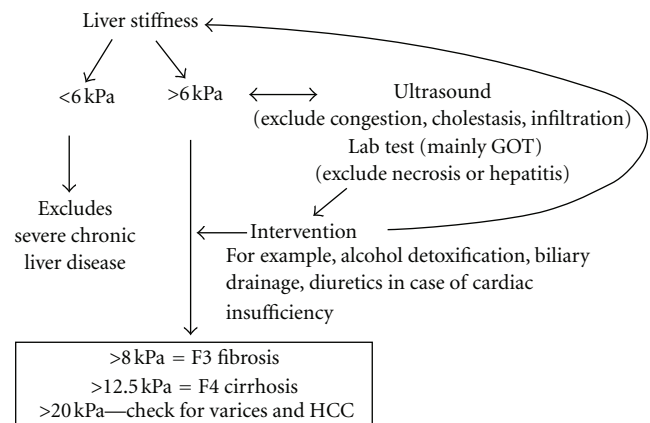 Liver stiffness
<6 kPa
>6 kPa
Ultrasound
(exclude congestion, cholestasis, infiltration)
Lab test (mainly GOT)
(exclude necrosis or hepatitis)
Excludes
severe chronic
liver disease
Intervention
For example, alcohol detoxification, biliary
drainage, diuretics in case of cardiac
insufficiency
>8 kPa = F3 fibrosis
>12.5 kPa = F4 cirrhosis
>20 kPa—check for varices and HCC